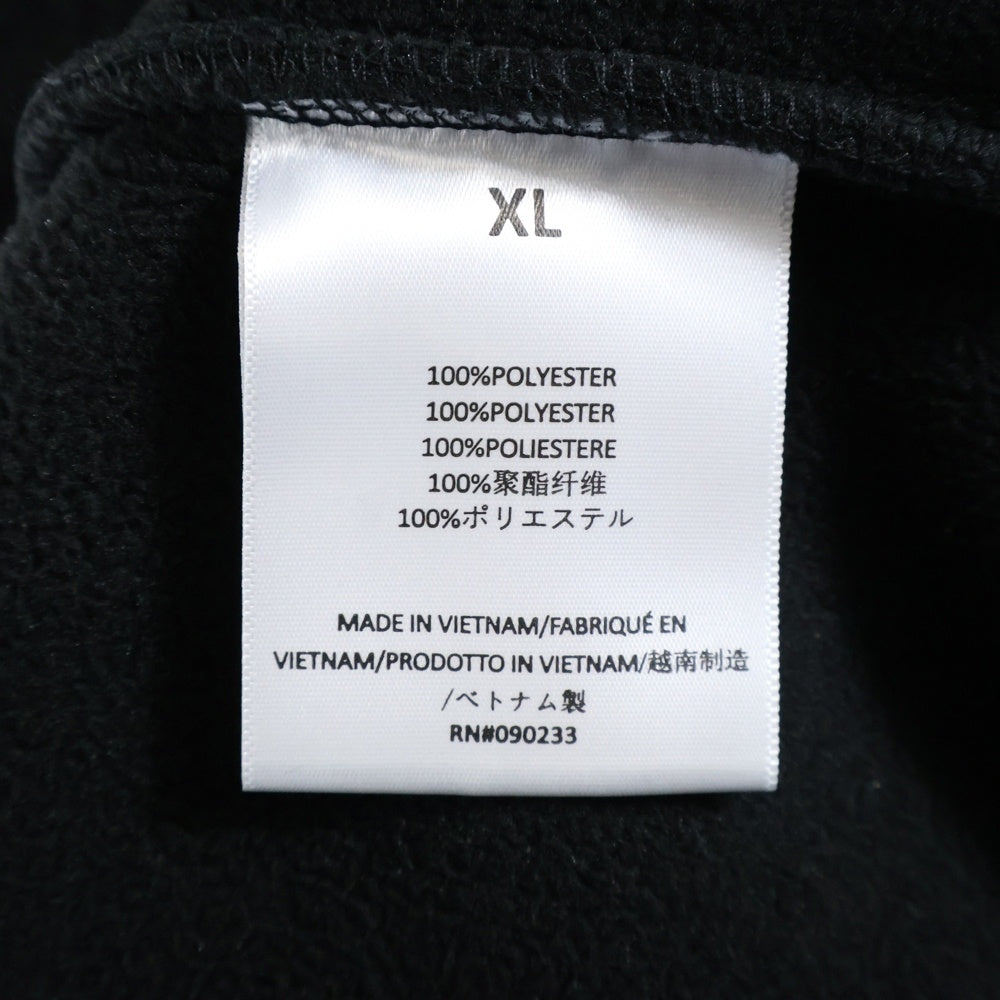 XL
100%POLYESTER
100%POLYESTER
100%POLIESTERE
100%聚酯纤维
100%ポリエステル
MADE IN VIETNAM/FABRIQUÉ EN
VIETNAM/PRODOTTO IN VIETNAM/越南制造
/ベトナム製
RN#090233